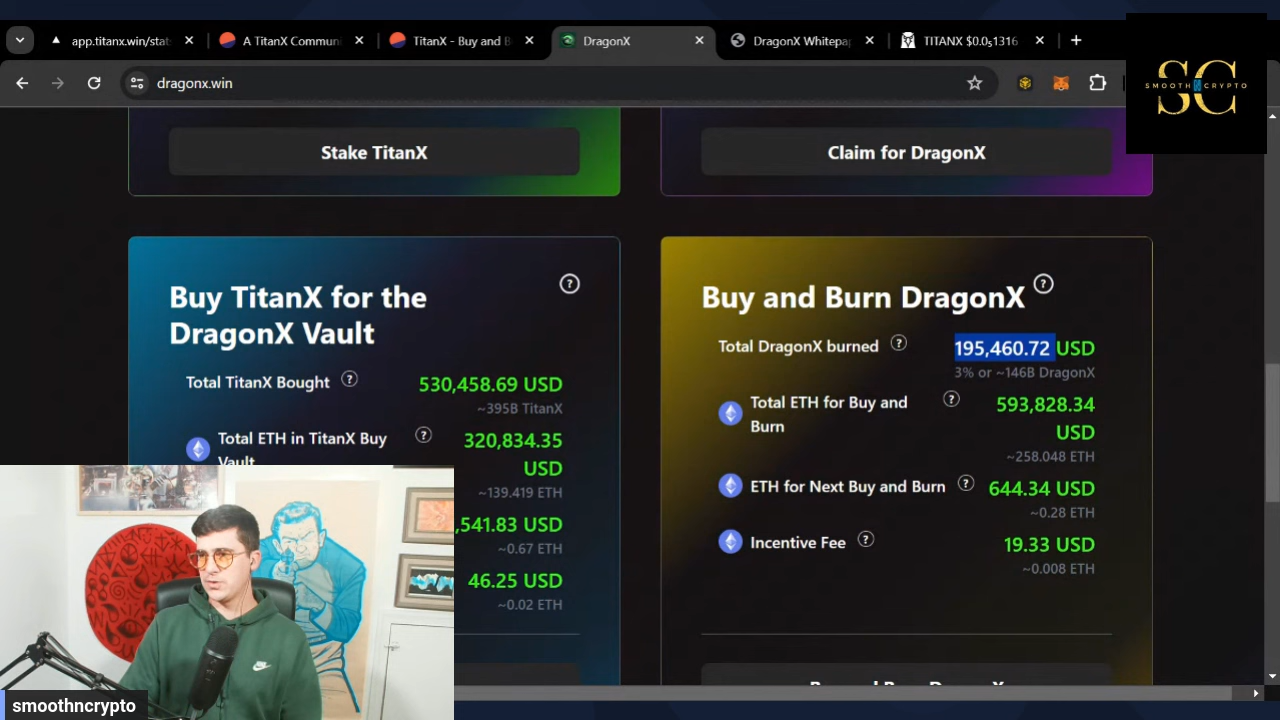 app.titanx.win/stat
A TitanX Communi
TitanX - Buy and B
DragonX
DragonX Whitepap
TITANX $0.0₅1316
dragonx.win
SC
SMOOTH N CRYPTO
Stake TitanX
Claim for DragonX
Buy TitanX for the
DragonX Vault
Total TitanX Bought
530,458.69 USD
~395B TitanX
Total ETH in TitanX Buy
Vault
320,834.35
USD
~139.419 ETH
,541.83 USD
~0.67 ETH
46.25 USD
~0.02 ETH
Buy and Burn DragonX
Total DragonX burned
195,460.72 USD
3% or ~146B DragonX
Total ETH for Buy and
Burn
593,828.34
USD
~258.048 ETH
ETH for Next Buy and Burn
644.34 USD
~0.28 ETH
Incentive Fee
19.33 USD
~0.008 ETH
smoothncrypto